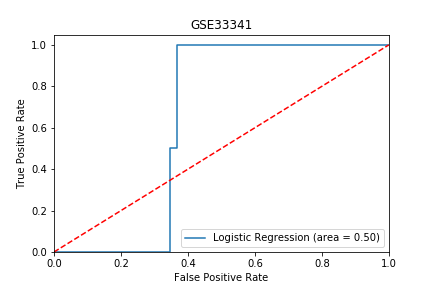 GSE33341
True Positive Rate
1.0
0.8
0.6
0.4
0.2
0.0
0.0 0.2 0.4 0.6 0.8 1.0
False Positive Rate
Logistic Regression (area = 0.50)